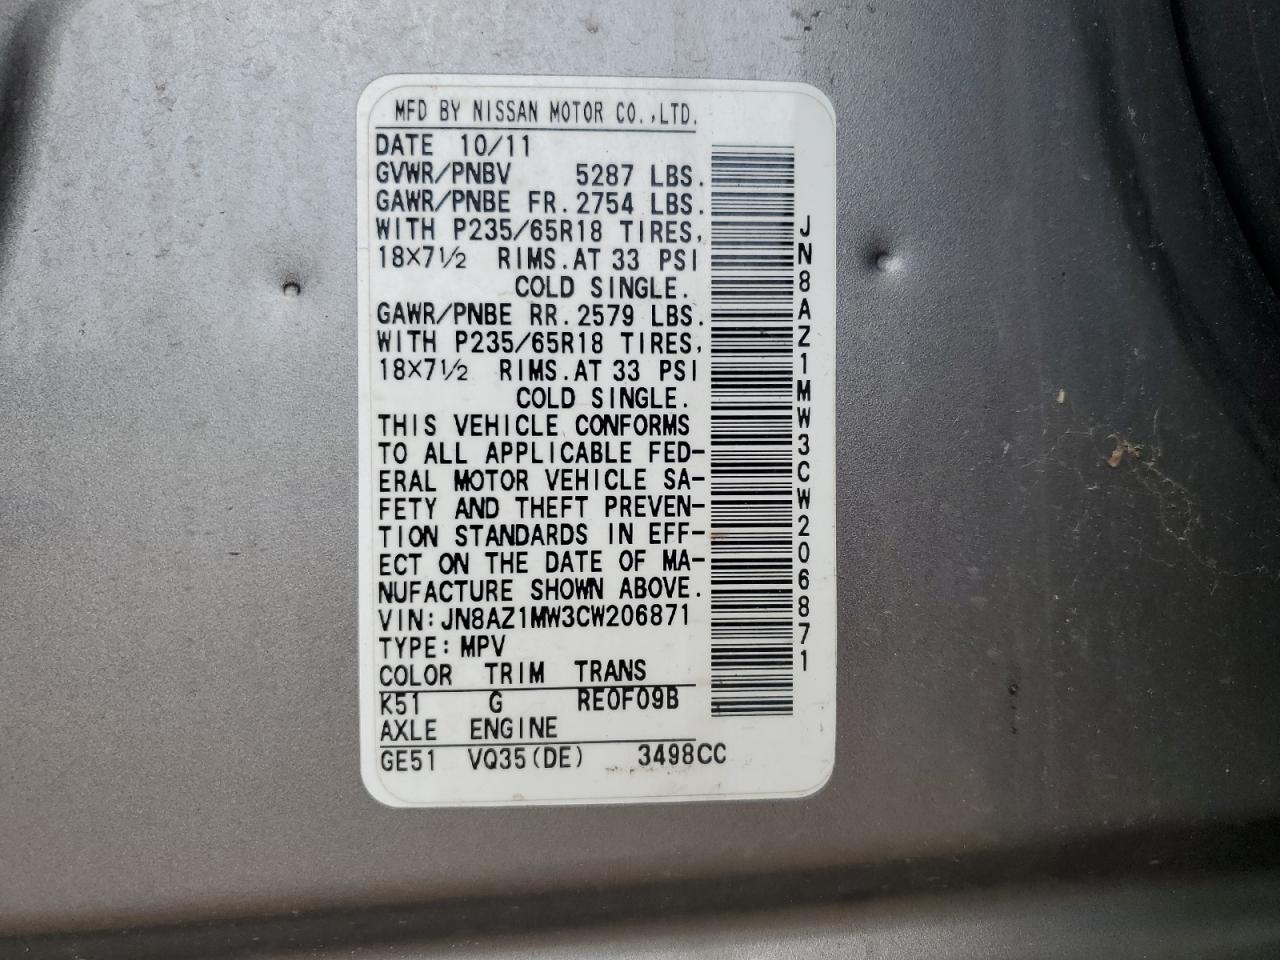 MFD BY NISSAN MOTOR CO.,LTD.
DATE 10/11
GVWR/PNBV 5287 LBS.
GAWR/PNBE FR.2754 LBS.
WITH P235/65R18 TIRES,
18×7½ RIMS.AT 33 PSI
COLD SINGLE.
GAWR/PNBE RR.2579 LBS.
WITH P235/65R18 TIRES,
18×7½ RIMS.AT 33 PSI
COLD SINGLE.
THIS VEHICLE CONFORMS
TO ALL APPLICABLE FED-
ERAL MOTOR VEHICLE SA-
FETY AND THEFT PREVEN-
TION STANDARDS IN EFF-
ECT ON THE DATE OF MA-
NUFACTURE SHOWN ABOVE.
VIN:JN8AZ1MW3CW206871
TYPE:MPV
COLOR TRIM TRANS
K51 G RE0F09B
AXLE ENGINE
GE51 VQ35(DE) 3498CC
JN8AZ1MW3CW206871